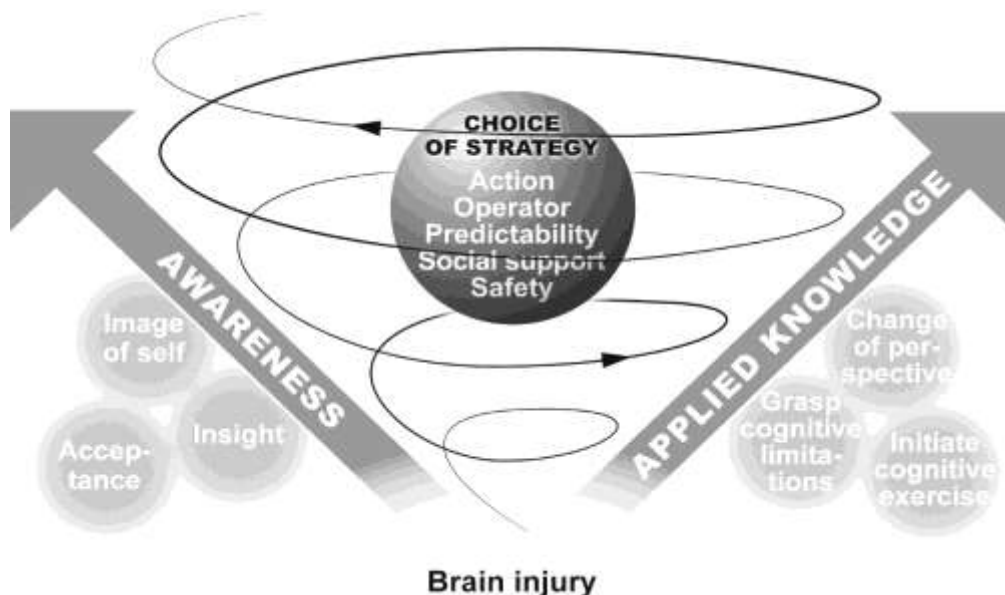 CHOICE
OF STRATEGY
Action
Operator
Predictability
Social support
Safety
AWARENESS
Image
of self
Insight
Accep-
tance
APPLIED KNOWLEDGE
Change
of per-
spective
Grasp
cognitive
limita-
tions
Initiate
cognitive
exercise
Brain injury